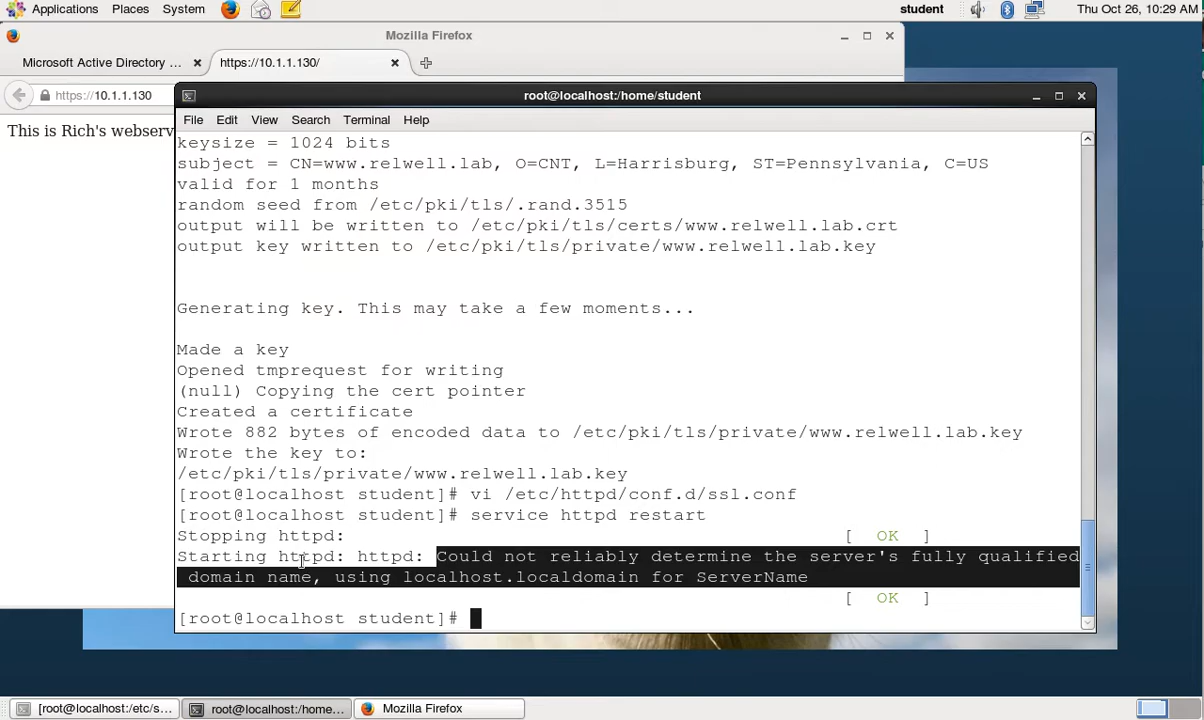 Applications Places System student Thu Oct 26, 10:29 AM
Mozilla Firefox
Microsoft Active Directory ... https://10.1.1.130/
https://10.1.1.130
This is Rich's webserv
root@localhost:/home/student
File Edit View Search Terminal Help
keysize = 1024 bits
subject = CN=www.relwell.lab, O=CNT, L=Harrisburg, ST=Pennsylvania, C=US
valid for 1 months
random seed from /etc/pki/tls/.rand.3515
output will be written to /etc/pki/tls/certs/www.relwell.lab.crt
output key written to /etc/pki/tls/private/www.relwell.lab.key
Generating key. This may take a few moments...
Made a key
Opened tmprequest for writing
(null) Copying the cert pointer
Created a certificate
Wrote 882 bytes of encoded data to /etc/pki/tls/private/www.relwell.lab.key
Wrote the key to:
/etc/pki/tls/private/www.relwell.lab.key
[root@localhost student]# vi /etc/httpd/conf.d/ssl.conf
[root@localhost student]# service httpd restart
Stopping httpd: [ OK ]
Starting httpd: httpd: Could not reliably determine the server's fully qualified
domain name, using localhost.localdomain for ServerName
[ OK ]
[root@localhost student]#
[root@localhost:/etc/s... root@localhost:/home... Mozilla Firefox